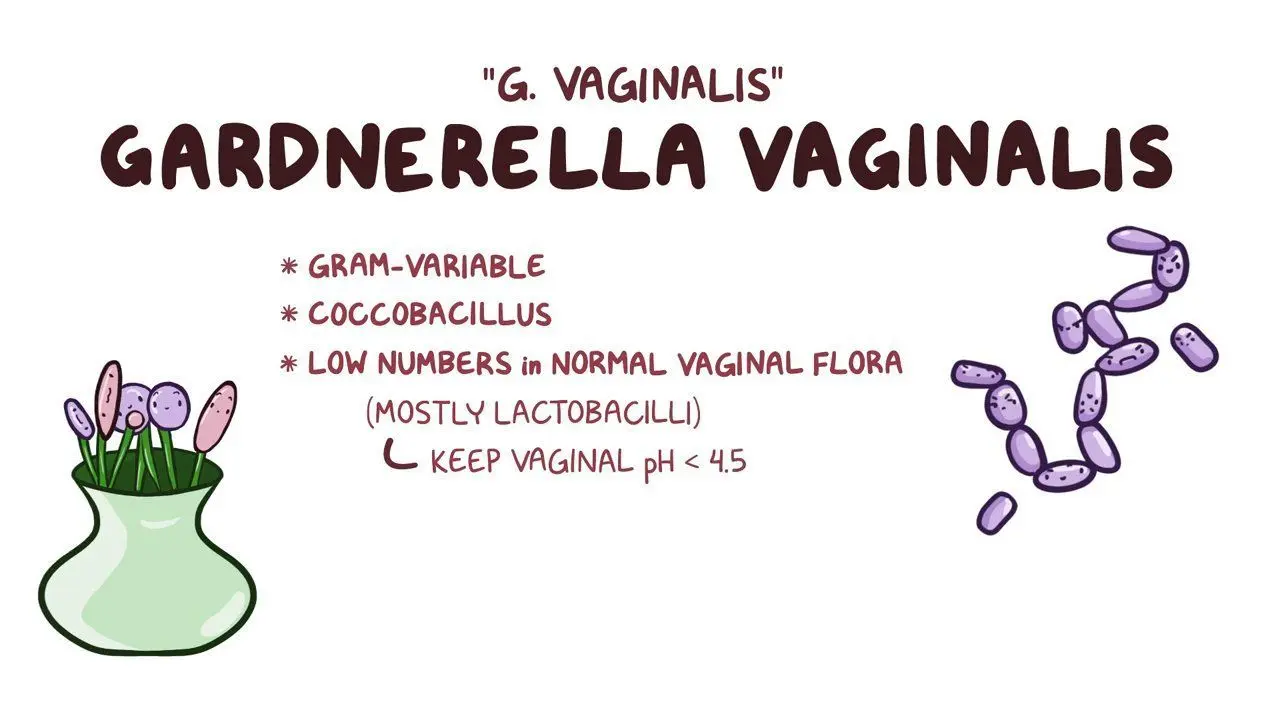 "G. VAGINALIS"
GARDNERELLA VAGINALIS
* GRAM-VARIABLE
* COCCOBACILLUS
* LOW NUMBERS in NORMAL VAGINAL FLORA
(MOSTLY LACTOBACILLI)
KEEP VAGINAL pH < 4.5